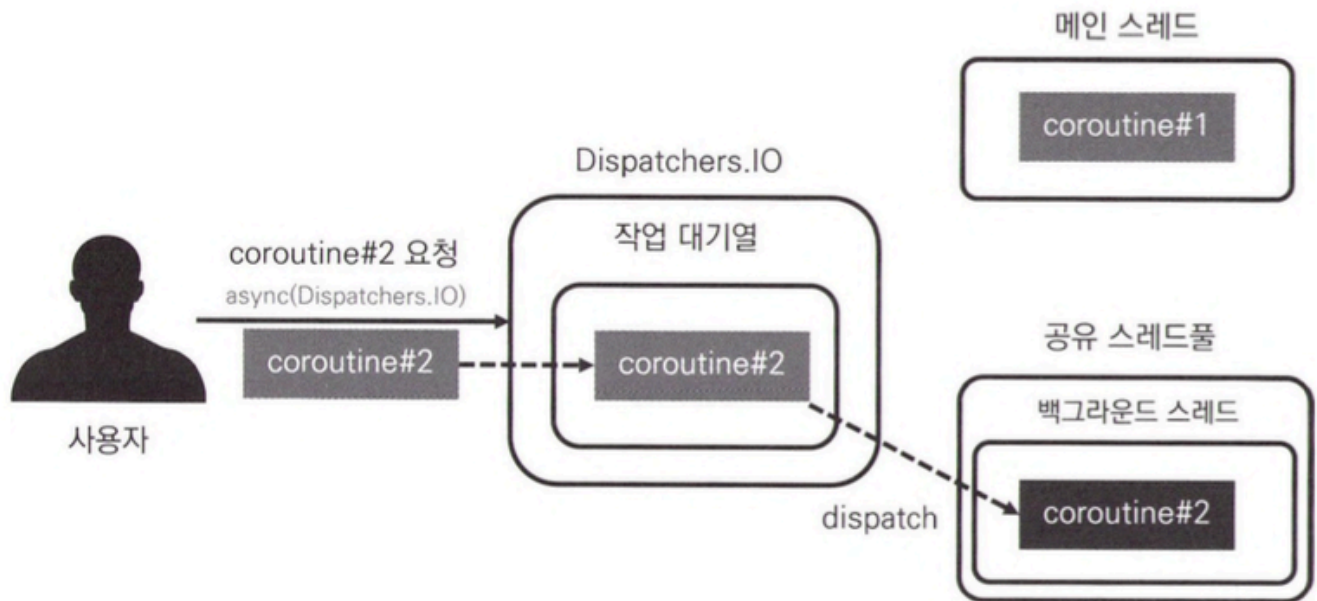 메인 스레드
coroutine#1
Dispatchers.IO
작업 대기열
coroutine#2 요청
async(Dispatchers.IO)
coroutine#2
coroutine#2
사용자
공유 스레드풀
백그라운드 스레드
dispatch
coroutine#2